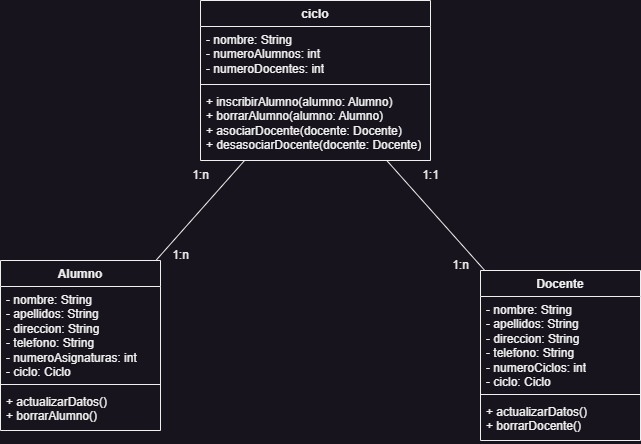 ciclo
- nombre: String
- numeroAlumnos: int
- numeroDocentes: int
+ inscribirAlumno(alumno: Alumno)
+ borrarAlumno(alumno: Alumno)
+ asociarDocente(docente: Docente)
+ desasociarDocente(docente: Docente)
1:n
1:1
1:n
1:n
Alumno
- nombre: String
- apellidos: String
- direccion: String
- telefono: String
- numeroAsignaturas: int
- ciclo: Ciclo
+ actualizarDatos()
+ borrarAlumno()
Docente
- nombre: String
- apellidos: String
- direccion: String
- telefono: String
- numeroCiclos: int
- ciclo: Ciclo
+ actualizarDatos()
+ borrarDocente()